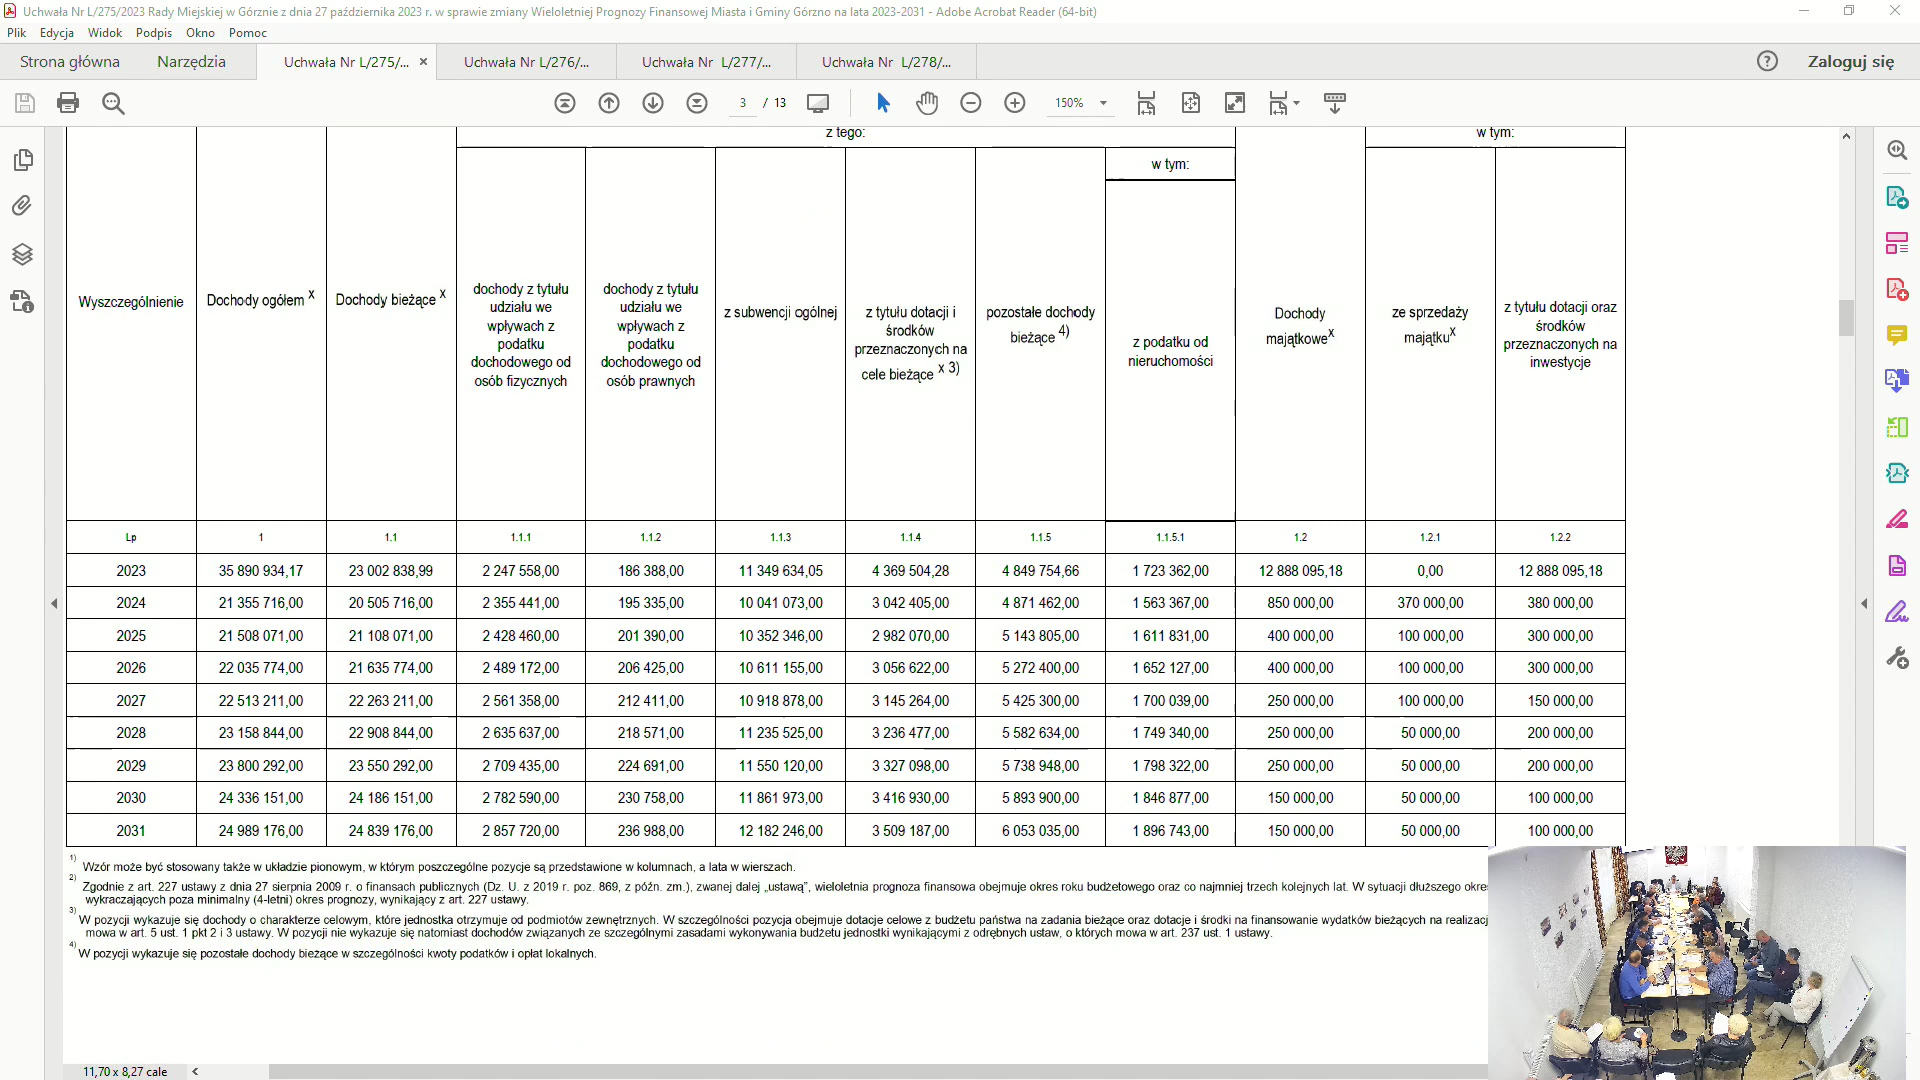 Uchwała Nr L/275/2023 Rady Miejskiej w Górznie z dnia 27 października 2023 r. w sprawie zmiany Wieloletniej Prognozy Finansowej Miasta i Gminy Górzno na lata 2023-2031 - Adobe Acrobat Reader (64-bit)
Plik Edycja Widok Podpis Okno Pomoc
Strona główna Narzędzia Uchwała Nr L/275/... × Uchwała Nr L/276/... Uchwała Nr L/277/... Uchwała Nr L/278/... Zaloguj się
3 / 13 150%
z tego: w tym:
w tym:
Wyszczególnienie
Dochody ogółem x
Dochody bieżące x
dochody z tytułu
udziału we
wpływach z
podatku
dochodowego od
osób fizycznych
dochody z tytułu
udziału we
wpływach z
podatku
dochodowego od
osób prawnych
z subwencji ogólnej
z tytułu dotacji i
środków
przeznaczonych na
cele bieżące x 3)
pozostałe dochody
bieżące 4)
z podatku od
nieruchomości
Dochody
majątkowex
ze sprzedaży
majątkux
z tytułu dotacji oraz
środków
przeznaczonych na
inwestycje
Lp 1 1.1 1.1.1 1.1.2 1.1.3 1.1.4 1.1.5 1.1.5.1 1.2 1.2.1 1.2.2
2023 35 890 934,17 23 002 838,99 2 247 558,00 186 388,00 11 349 634,05 4 369 504,28 4 849 754,66 1 723 362,00 12 888 095,18 0,00 12 888 095,18
2024 21 355 716,00 20 505 716,00 2 355 441,00 195 335,00 10 041 073,00 3 042 405,00 4 871 462,00 1 563 367,00 850 000,00 370 000,00 380 000,00
2025 21 508 071,00 21 108 071,00 2 428 460,00 201 390,00 10 352 346,00 2 982 070,00 5 143 805,00 1 611 831,00 400 000,00 100 000,00 300 000,00
2026 22 035 774,00 21 635 774,00 2 489 172,00 206 425,00 10 611 155,00 3 056 622,00 5 272 400,00 1 652 127,00 400 000,00 100 000,00 300 000,00
2027 22 513 211,00 22 263 211,00 2 561 358,00 212 411,00 10 918 878,00 3 145 264,00 5 425 300,00 1 700 039,00 250 000,00 100 000,00 150 000,00
2028 23 158 844,00 22 908 844,00 2 635 637,00 218 571,00 11 235 525,00 3 236 477,00 5 582 634,00 1 749 340,00 250 000,00 50 000,00 200 000,00
2029 23 800 292,00 23 550 292,00 2 709 435,00 224 691,00 11 550 120,00 3 327 098,00 5 738 948,00 1 798 322,00 250 000,00 50 000,00 200 000,00
2030 24 336 151,00 24 186 151,00 2 782 590,00 230 758,00 11 861 973,00 3 416 930,00 5 893 900,00 1 846 877,00 150 000,00 50 000,00 100 000,00
2031 24 989 176,00 24 839 176,00 2 857 720,00 236 988,00 12 182 246,00 3 509 187,00 6 053 035,00 1 896 743,00 150 000,00 50 000,00 100 000,00
1) Wzór może być stosowany także w układzie pionowym, w którym poszczególne pozycje są przedstawione w kolumnach, a lata w wierszach.
2) Zgodnie z art. 227 ustawy z dnia 27 sierpnia 2009 r. o finansach publicznych (Dz. U. z 2019 r. poz. 869, z późn. zm.), zwanej dalej „ustawą”, wieloletnia prognoza finansowa obejmuje okres roku budżetowego oraz co najmniej trzech kolejnych lat. W sytuacji dłuższego okre
wykraczających poza minimalny (4-letni) okres prognozy, wynikający z art. 227 ustawy.
3) W pozycji wykazuje się dochody o charakterze celowym, które jednostka otrzymuje od podmiotów zewnętrznych. W szczególności pozycja obejmuje dotacje celowe z budżetu państwa na zadania bieżące oraz dotacje i środki na finansowanie wydatków bieżących na realizacj
mowa w art. 5 ust. 1 pkt 2 i 3 ustawy. W pozycji nie wykazuje się natomiast dochodów związanych ze szczególnymi zasadami wykonywania budżetu jednostki wynikającymi z odrębnych ustaw, o których mowa w art. 237 ust. 1 ustawy.
4) W pozycji wykazuje się pozostałe dochody bieżące w szczególności kwoty podatków i opłat lokalnych.
11,70 x 8,27 cale